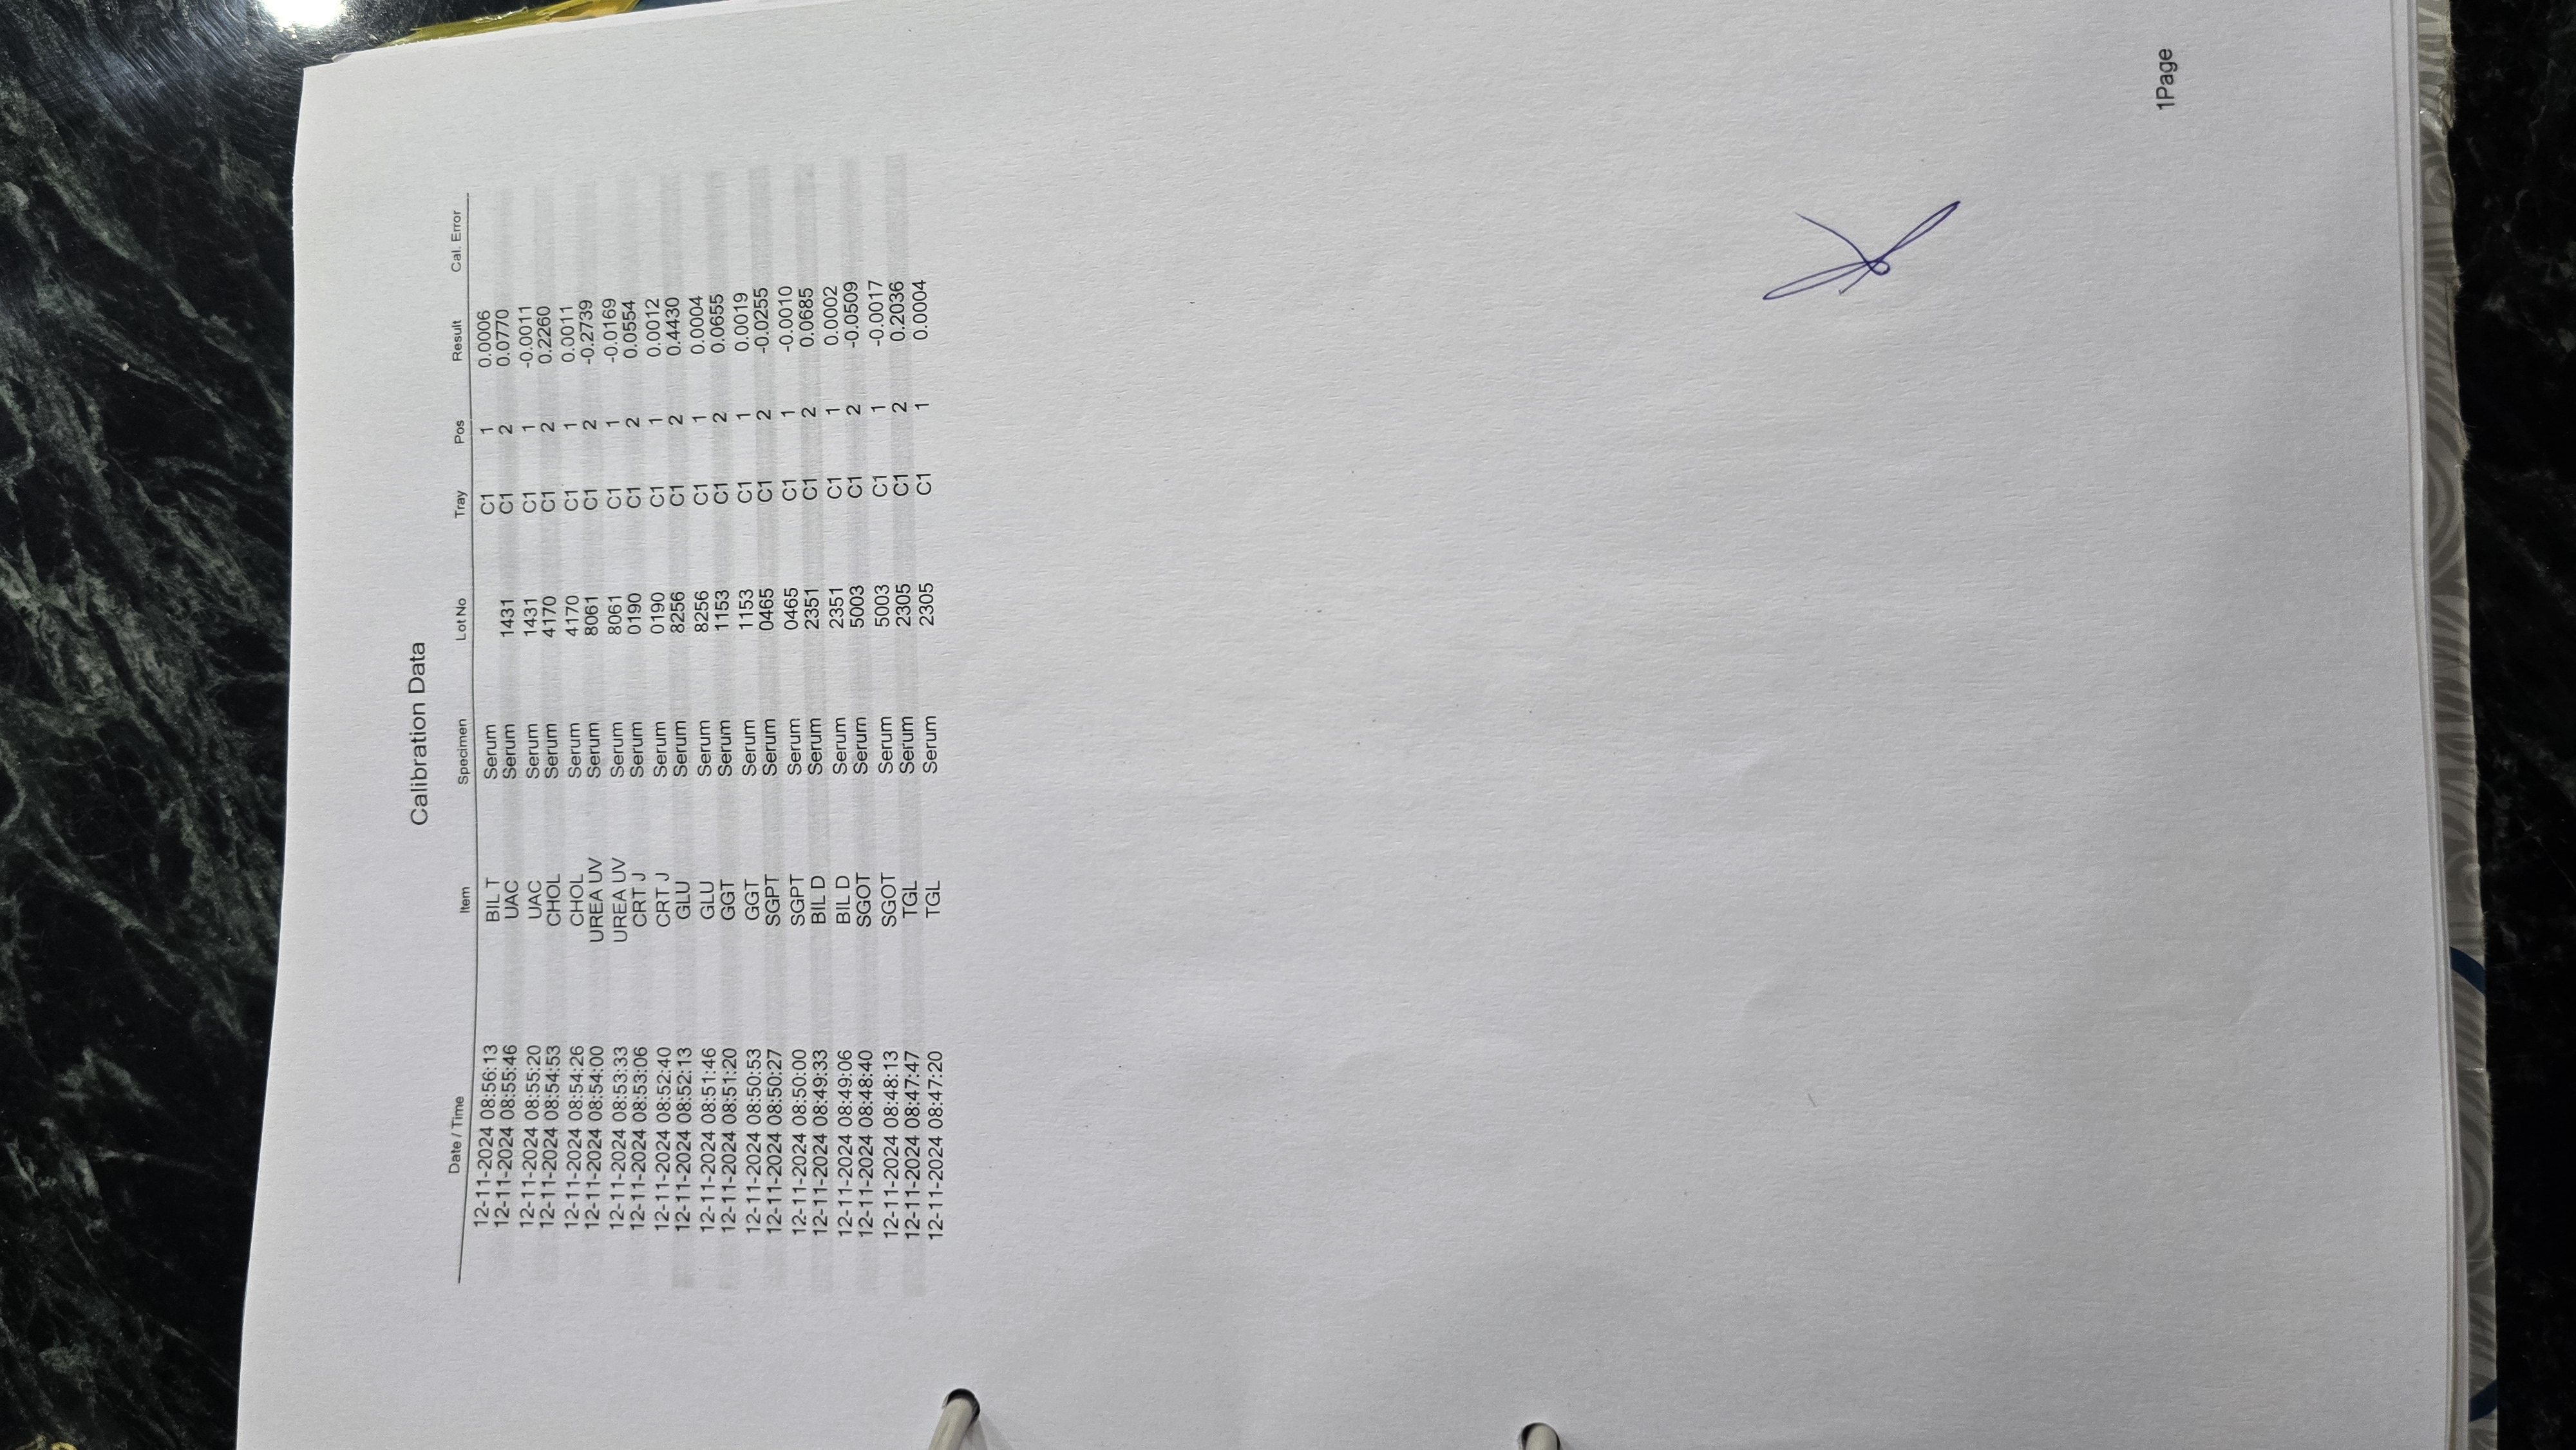 Calibration Data
Date / Time Item Specimen Lot No Tray Pos Result Cal. Error
12-11-2024 08:56:13 BIL T Serum C1 1 0.0006
12-11-2024 08:55:46 UAC Serum 1431 C1 2 0.0770
12-11-2024 08:55:20 UAC Serum 1431 C1 1 -0.0011
12-11-2024 08:54:53 CHOL Serum 4170 C1 2 0.2260
12-11-2024 08:54:26 CHOL Serum 4170 C1 1 0.0011
12-11-2024 08:54:00 UREA UV Serum 8061 C1 2 -0.2739
12-11-2024 08:53:33 UREA UV Serum 8061 C1 1 -0.0169
12-11-2024 08:53:06 CRT J Serum 0190 C1 2 0.0554
12-11-2024 08:52:40 CRT J Serum 0190 C1 1 0.0012
12-11-2024 08:52:13 GLU Serum 8256 C1 2 0.4430
12-11-2024 08:51:46 GLU Serum 8256 C1 1 0.0004
12-11-2024 08:51:20 GGT Serum 1153 C1 2 0.0655
12-11-2024 08:50:53 GGT Serum 1153 C1 1 0.0019
12-11-2024 08:50:27 SGPT Serum 0465 C1 2 -0.0255
12-11-2024 08:50:00 SGPT Serum 0465 C1 1 -0.0010
12-11-2024 08:49:33 BIL D Serum 2351 C1 2 0.0685
12-11-2024 08:49:06 BIL D Serum 2351 C1 1 0.0002
12-11-2024 08:48:40 SGOT Serum 5003 C1 2 -0.0509
12-11-2024 08:48:13 SGOT Serum 5003 C1 1 -0.0017
12-11-2024 08:47:47 TGL Serum 2305 C1 2 0.2036
12-11-2024 08:47:20 TGL Serum 2305 C1 1 0.0004
1Page